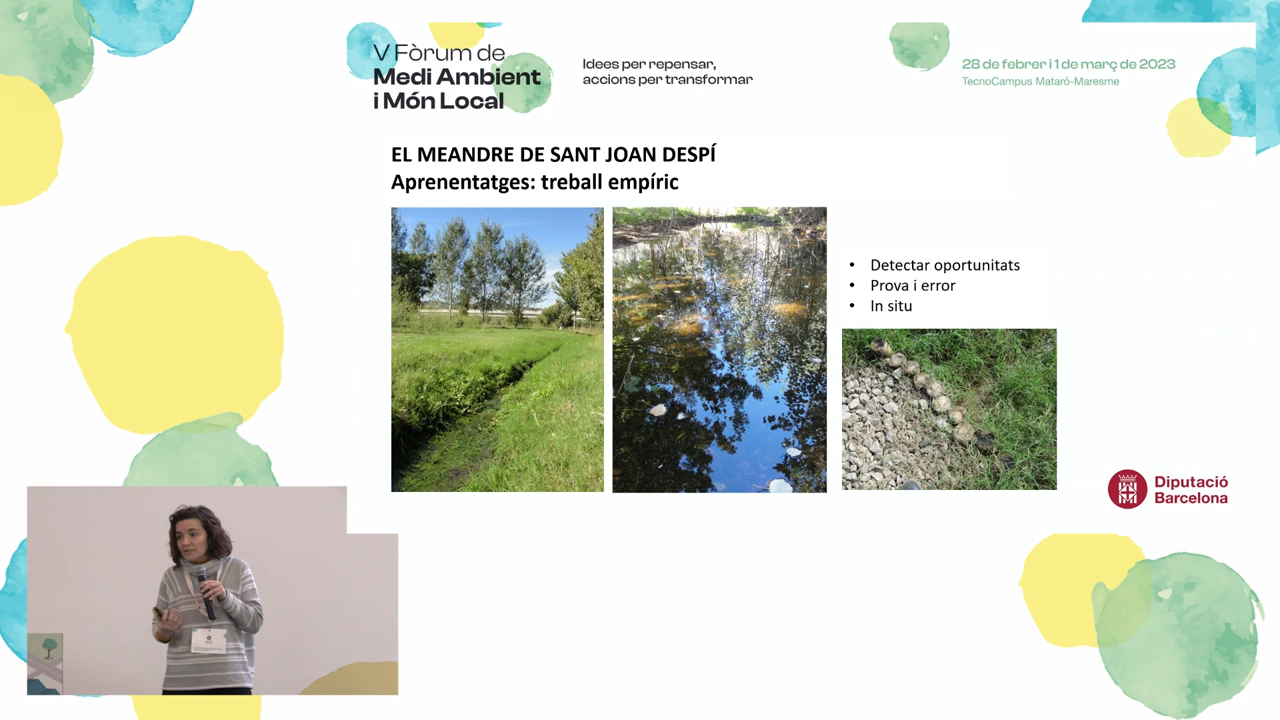 V Fòrum de
Medi Ambient
i Món Local
Idees per repensar,
accions per transformar
28 de febrer i 1 de març de 2023
TecnoCampus Mataró-Maresme
EL MEANDRE DE SANT JOAN DESPÍ
Aprenentatges: treball empíric
• Detectar oportunitats
• Prova i error
• In situ
Diputació
Barcelona